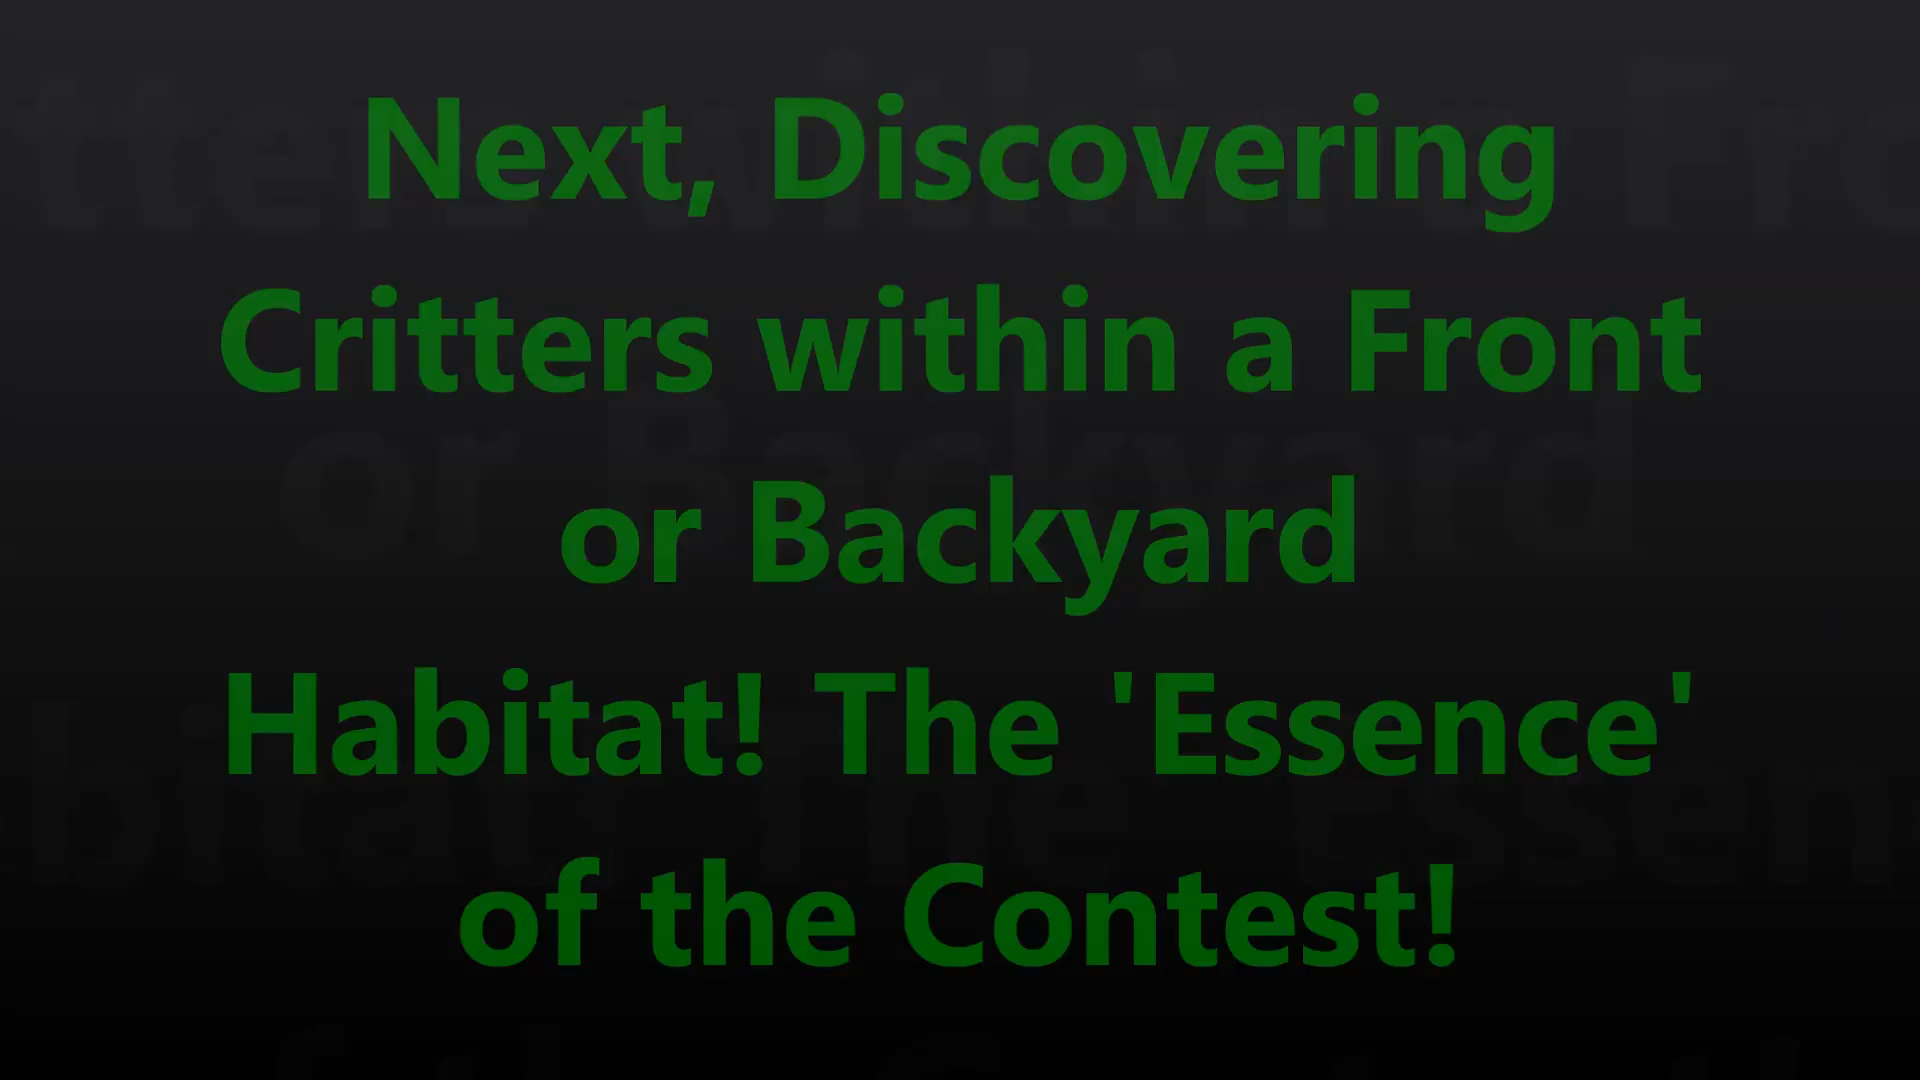 Next, Discovering
Critters within a Front
or Backyard
Habitat! The 'Essence'
of the Contest!